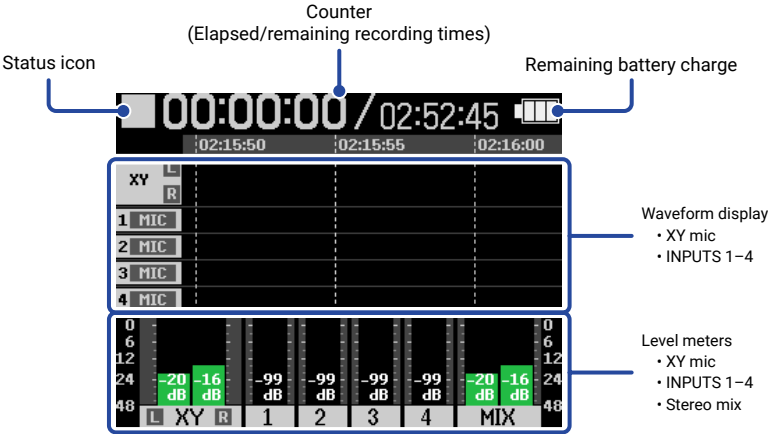 Counter
(Elapsed/remaining recording times)
Status icon
Remaining battery charge
00:00:00/02:52:45
02:15:50 02:15:55 02:16:00
XY L
R
1 MIC
2 MIC
3 MIC
4 MIC
Waveform display
・XY mic
・INPUTS 1–4
0 0
6 6
12 12
24 -20 -16 -99 -99 -99 -99 -20 -16 24
dB dB dB dB dB dB dB dB
48 48
L XY R 1 2 3 4 MIX
Level meters
・XY mic
・INPUTS 1–4
・Stereo mix